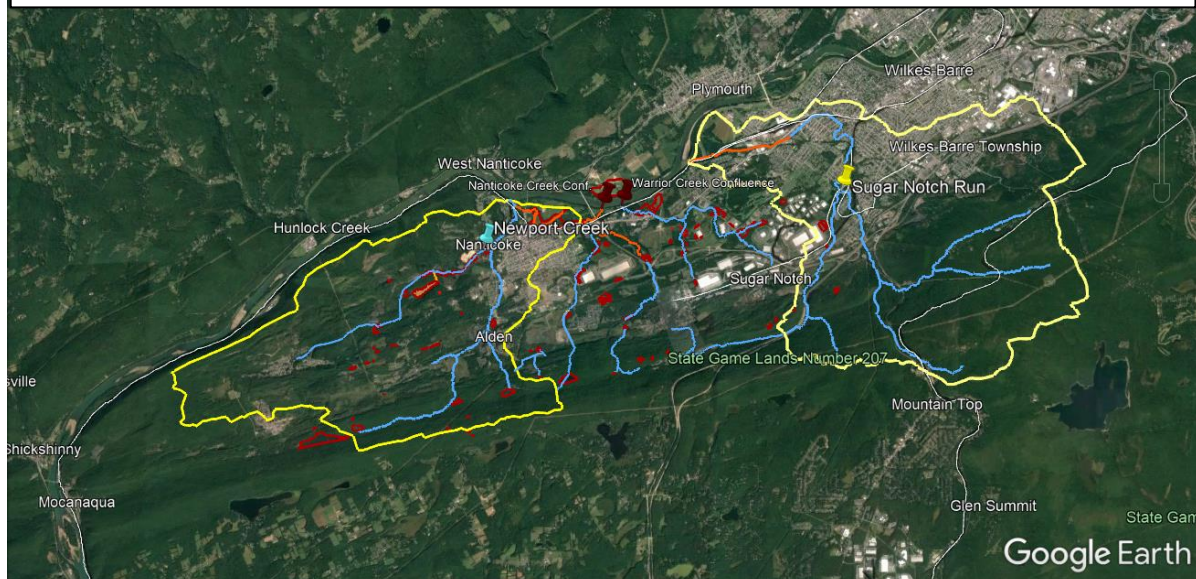 Wilkes-Barre
Plymouth
Wilkes-Barre Township
West Nanticoke
Nanticoke Creek Conf.
Warrior Creek Confluence
Sugar Notch Run
Hunlock Creek
Newport Creek
Nanticoke
Sugar Notch
Alden
State Game Lands Number 207
sville
Mountain Top
Shickshinny
Mocanaqua
Glen Summit
State Gam
Google Earth